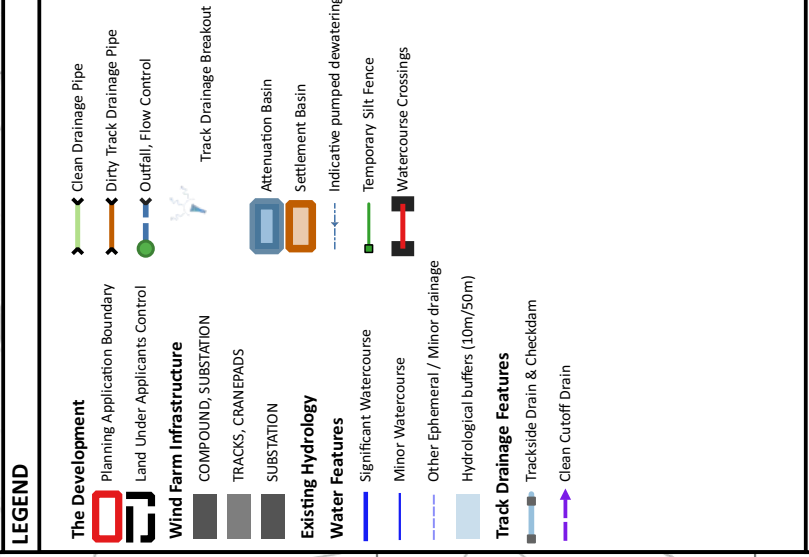 LEGEND
The Development
Planning Application Boundary
Land Under Applicants Control
Wind Farm Infrastructure
COMPOUND, SUBSTATION
TRACKS, CRANEPADS
SUBSTATION
Existing Hydrology
Water Features
Significant Watercourse
Minor Watercourse
Other Ephemeral / Minor drainage
Hydrological buffers (10m/50m)
Track Drainage Features
Trackside Drain & Checkdam
Clean Cutoff Drain
Clean Drainage Pipe
Dirty Track Drainage Pipe
Outfall, Flow Control
Track Drainage Breakout
Attenuation Basin
Settlement Basin
Indicative pumped dewatering
Temporary Silt Fence
Watercourse Crossings